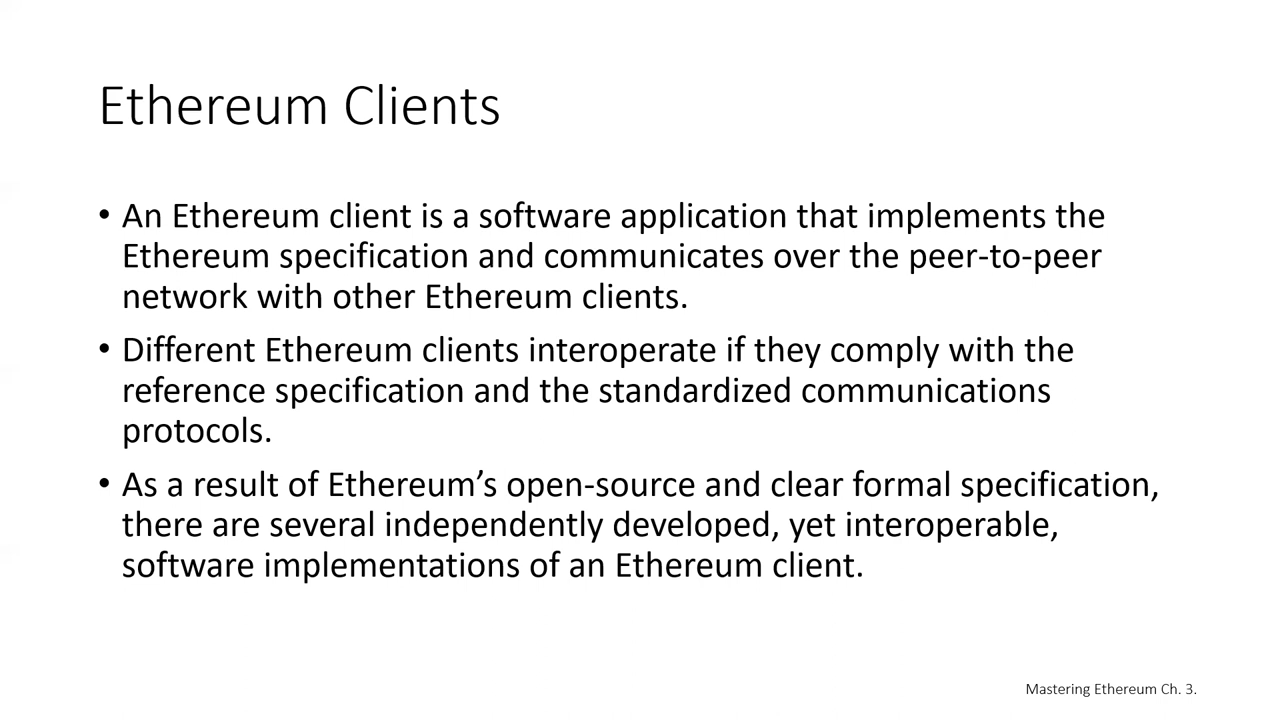 Ethereum Clients
• An Ethereum client is a software application that implements the
Ethereum specification and communicates over the peer-to-peer
network with other Ethereum clients.
• Different Ethereum clients interoperate if they comply with the
reference specification and the standardized communications
protocols.
• As a result of Ethereum’s open-source and clear formal specification,
there are several independently developed, yet interoperable,
software implementations of an Ethereum client.
Mastering Ethereum Ch. 3.